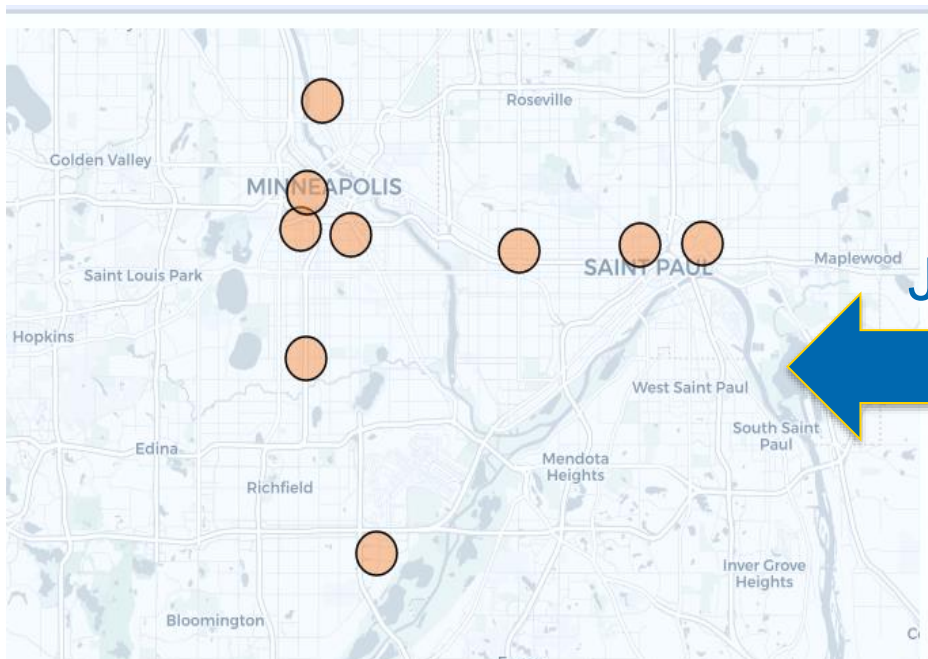 Roseville
Golden Valley
MINNEAPOLIS
Maplewood
SAINT PAUL
Saint Louis Park
J
Hopkins
West Saint Paul
South Saint
Paul
Edina
Mendota
Heights
Richfield
Inver Grove
Heights
Bloomington